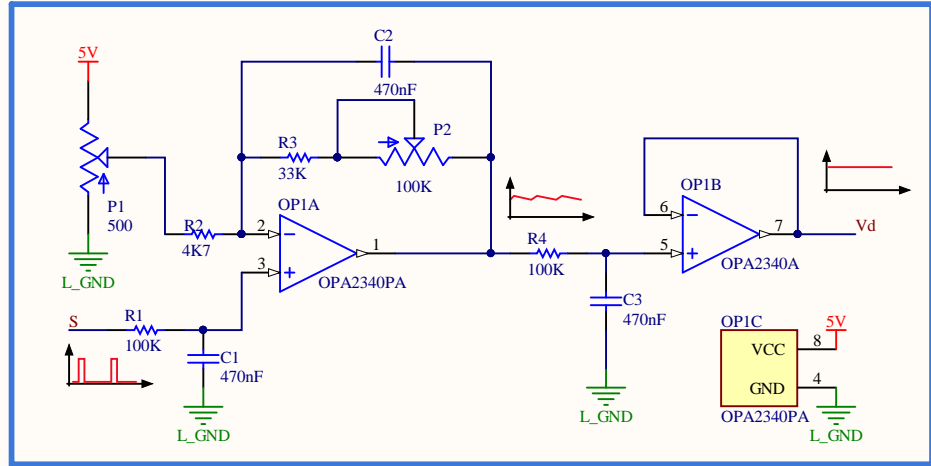 C2
5V
470nF
R3
P2
33K
100K
P1
500
R2
4K7
OP1A
2
3
1
OPA2340PA
L_GND
S
R1
100K
C1
470nF
L_GND
R4
100K
C3
470nF
L_GND
OP1B
6
5
7
Vd
OPA2340A
OP1C
5V
VCC
8
GND
4
OPA2340PA
L_GND